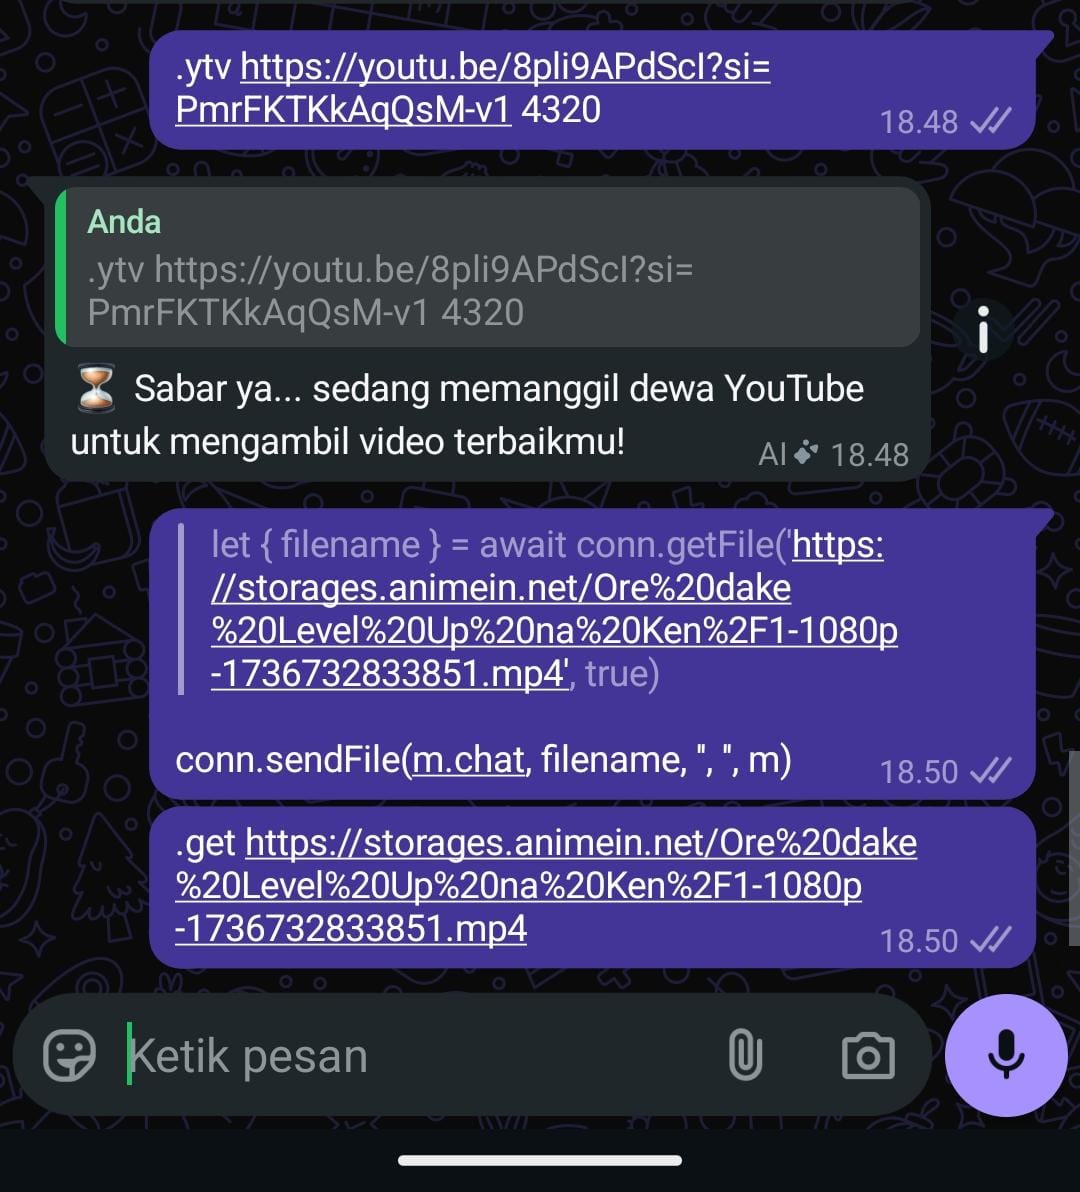 .ytv https://youtu.be/8pli9APdScI?si=
PmrFKTKkAqQsM-v1 4320
18.48
Anda
.ytv https://youtu.be/8pli9APdScI?si=
PmrFKTKkAqQsM-v1 4320
⏳ Sabar ya... sedang memanggil dewa YouTube
untuk mengambil video terbaikmu!
AI 18.48
let { filename } = await conn.getFile('https:
//storages.animein.net/Ore%20dake
%20Level%20Up%20na%20Ken%2F1-1080p
-1736732833851.mp4', true)
conn.sendFile(m.chat, filename, '', '', m)
18.50
.get https://storages.animein.net/Ore%20dake
%20Level%20Up%20na%20Ken%2F1-1080p
-1736732833851.mp4
18.50
Ketik pesan